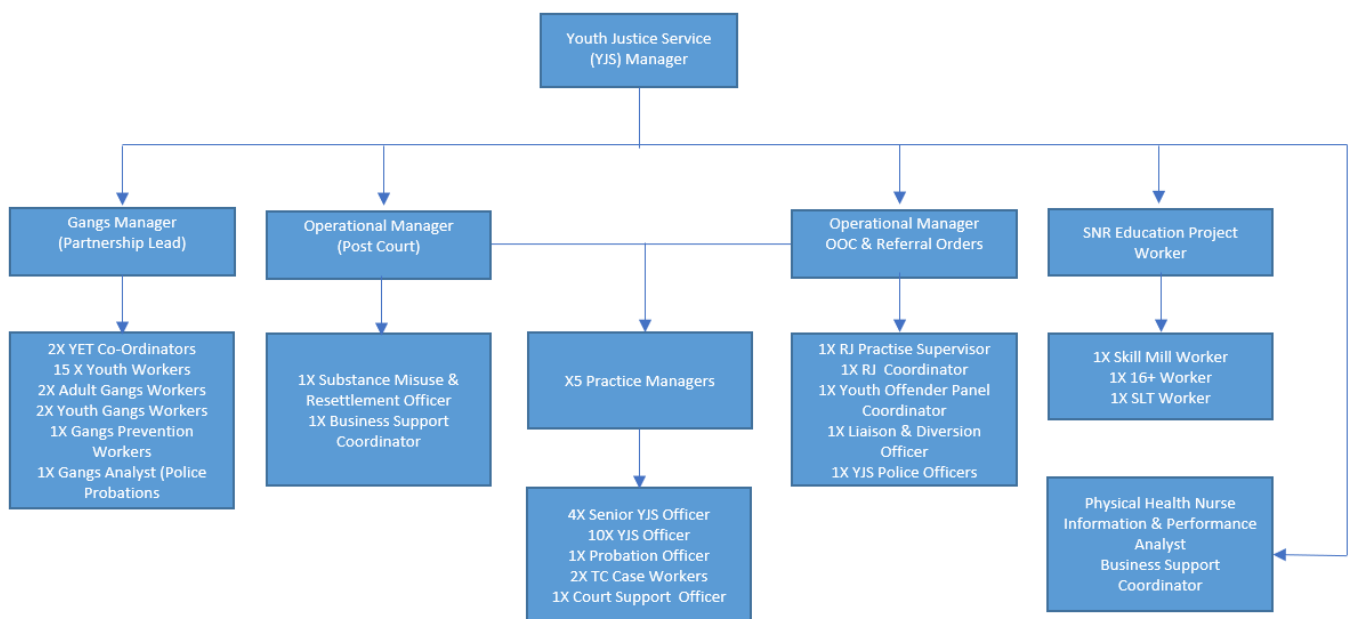 Youth Justice Service
(YJS) Manager
Gangs Manager
(Partnership Lead)
Operational Manager
(Post Court)
Operational Manager
OOC & Referral Orders
SNR Education Project
Worker
2X YET Co-Ordinators
15 X Youth Workers
2X Adult Gangs Workers
2X Youth Gangs Workers
1X Gangs Prevention
Workers
1X Gangs Analyst (Police
Probations
1X Substance Misuse &
Resettlement Officer
1X Business Support
Coordinator
X5 Practice Managers
1X RJ Practise Supervisor
1X RJ Coordinator
1X Youth Offender Panel
Coordinator
1X Liaison & Diversion
Officer
1X YJS Police Officers
1X Skill Mill Worker
1X 16+ Worker
1X SLT Worker
4X Senior YJS Officer
10X YJS Officer
1X Probation Officer
2X TC Case Workers
1X Court Support Officer
Physical Health Nurse
Information & Performance
Analyst
Business Support
Coordinator